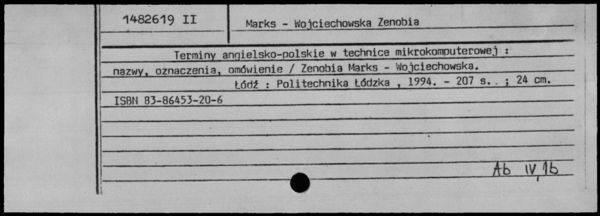 1482619 II
Marks - Wojciechowska Zenobia
Terminy angielsko-polskie w technice mikrokomputerowej :
nazwy, oznaczenia, omówienie / Zenobia Marks - Wojciechowska.
Łódź : Politechnika Łódzka , 1994. - 207 s.. ; 24 cm.
ISBN 83-86453-20-6
Ab IV, 1b